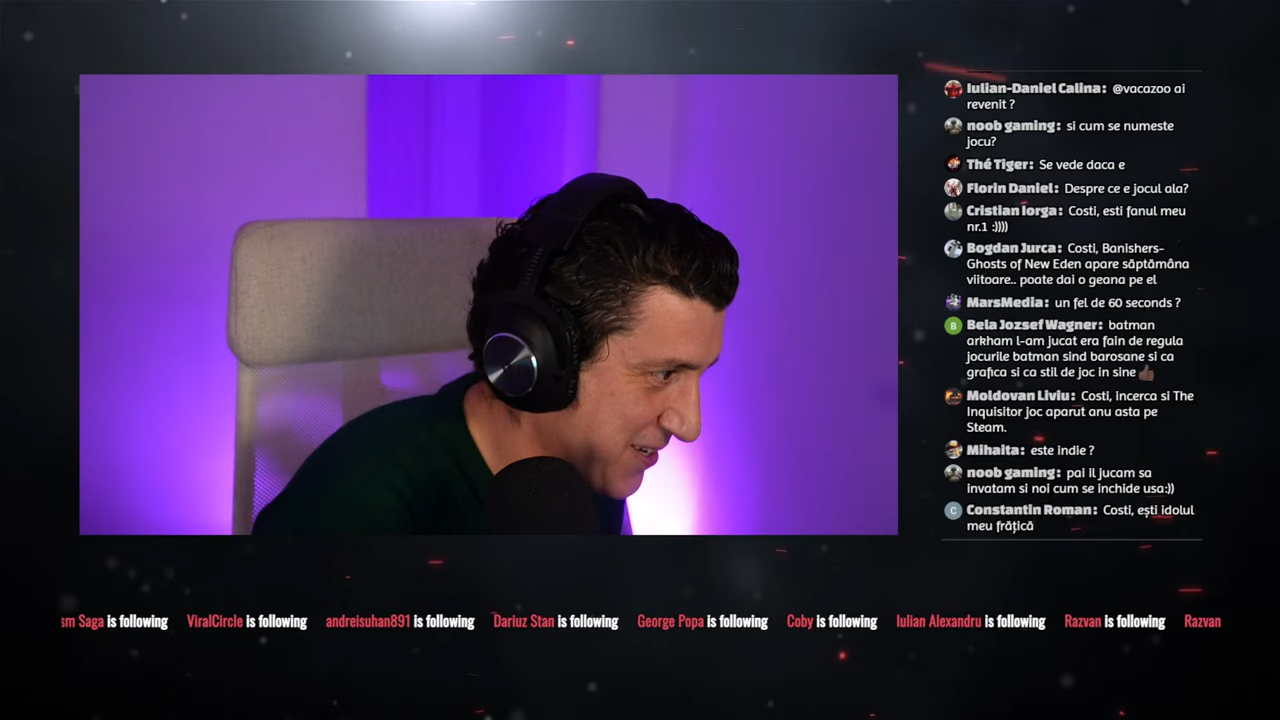 Iulian-Daniel Calina: @vacazoo ai
revenit ?
noob gaming: si cum se numeste
jocu?
Thé Tiger: Se vede daca e
Florin Daniel: Despre ce e jocul ala?
Cristian Iorga: Costi, esti fanul meu
nr.1 :))))
Bogdan Jurca: Costi, Banishers-
Ghosts of New Eden apare săptămâna
viitoare.. poate dai o geana pe el
MarsMedia: un fel de 60 seconds ?
B Bela Jozsef Wagner: batman
arkham l-am jucat era fain de regula
jocurile batman sind barosane si ca
grafica si ca stil de joc in sine
Moldovan Liviu: Costi, incerca si The
Inquisitor joc aparut anu asta pe
Steam.
Mihaita: este indie ?
noob gaming: pai il jucam sa
invatam si noi cum se inchide usa:))
C Constantin Roman: Costi, ești idolul
meu frățică
sm Saga is following ViralCircle is following andreisuhan891 is following Dariuz Stan is following George Popa is following Coby is following Iulian Alexandru is following Razvan is following Razvan